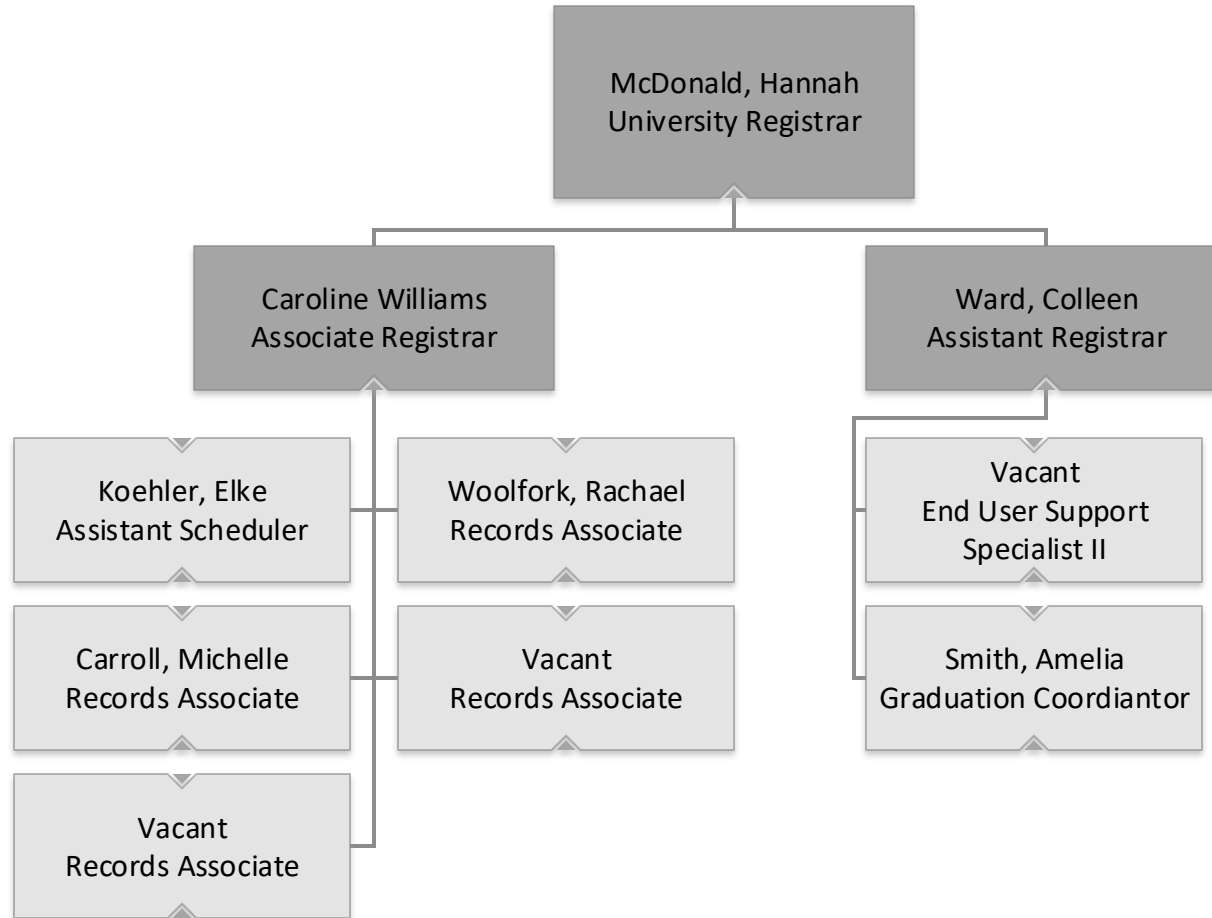 McDonald, Hannah
University Registrar
Caroline Williams
Associate Registrar
Ward, Colleen
Assistant Registrar
Koehler, Elke
Assistant Scheduler
Woolfork, Rachael
Records Associate
Vacant
End User Support
Specialist II
Carroll, Michelle
Records Associate
Vacant
Records Associate
Smith, Amelia
Graduation Coordiantor
Vacant
Records Associate